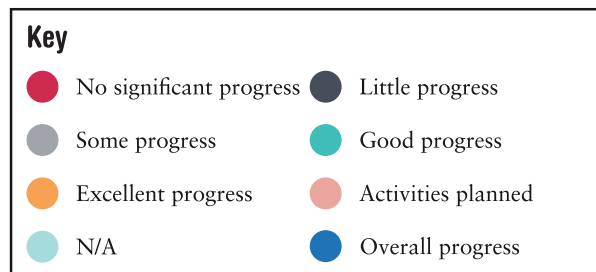 Key
No significant progress
Little progress
Some progress
Good progress
Excellent progress
Activities planned
N/A
Overall progress